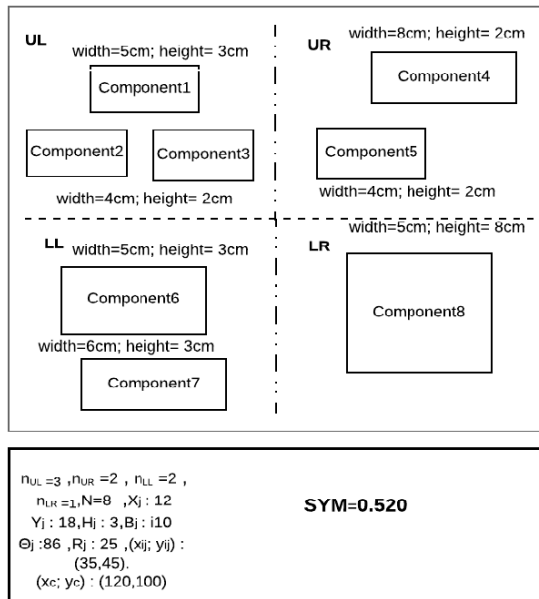 UL
width=5cm; height= 3cm
Component1
Component2
Component3
width=4cm; height= 2cm
UR
width=8cm; height= 2cm
Component4
Component5
width=4cm; height= 2cm
LL
width=5cm; height= 3cm
Component6
width=6cm; height= 3cm
Component7
width=5cm; height= 8cm
LR
Component8
nUL =3 ,nUR =2 , nLL =2 ,
nLR =1,N=8 ,Xj : 12
Yj : 18,Hj : 3,Bj : i10
Θj :86 ,Rj : 25 ,(xij; yij) :
(35,45).
(xc; yc) : (120,100)
SYM=0.520